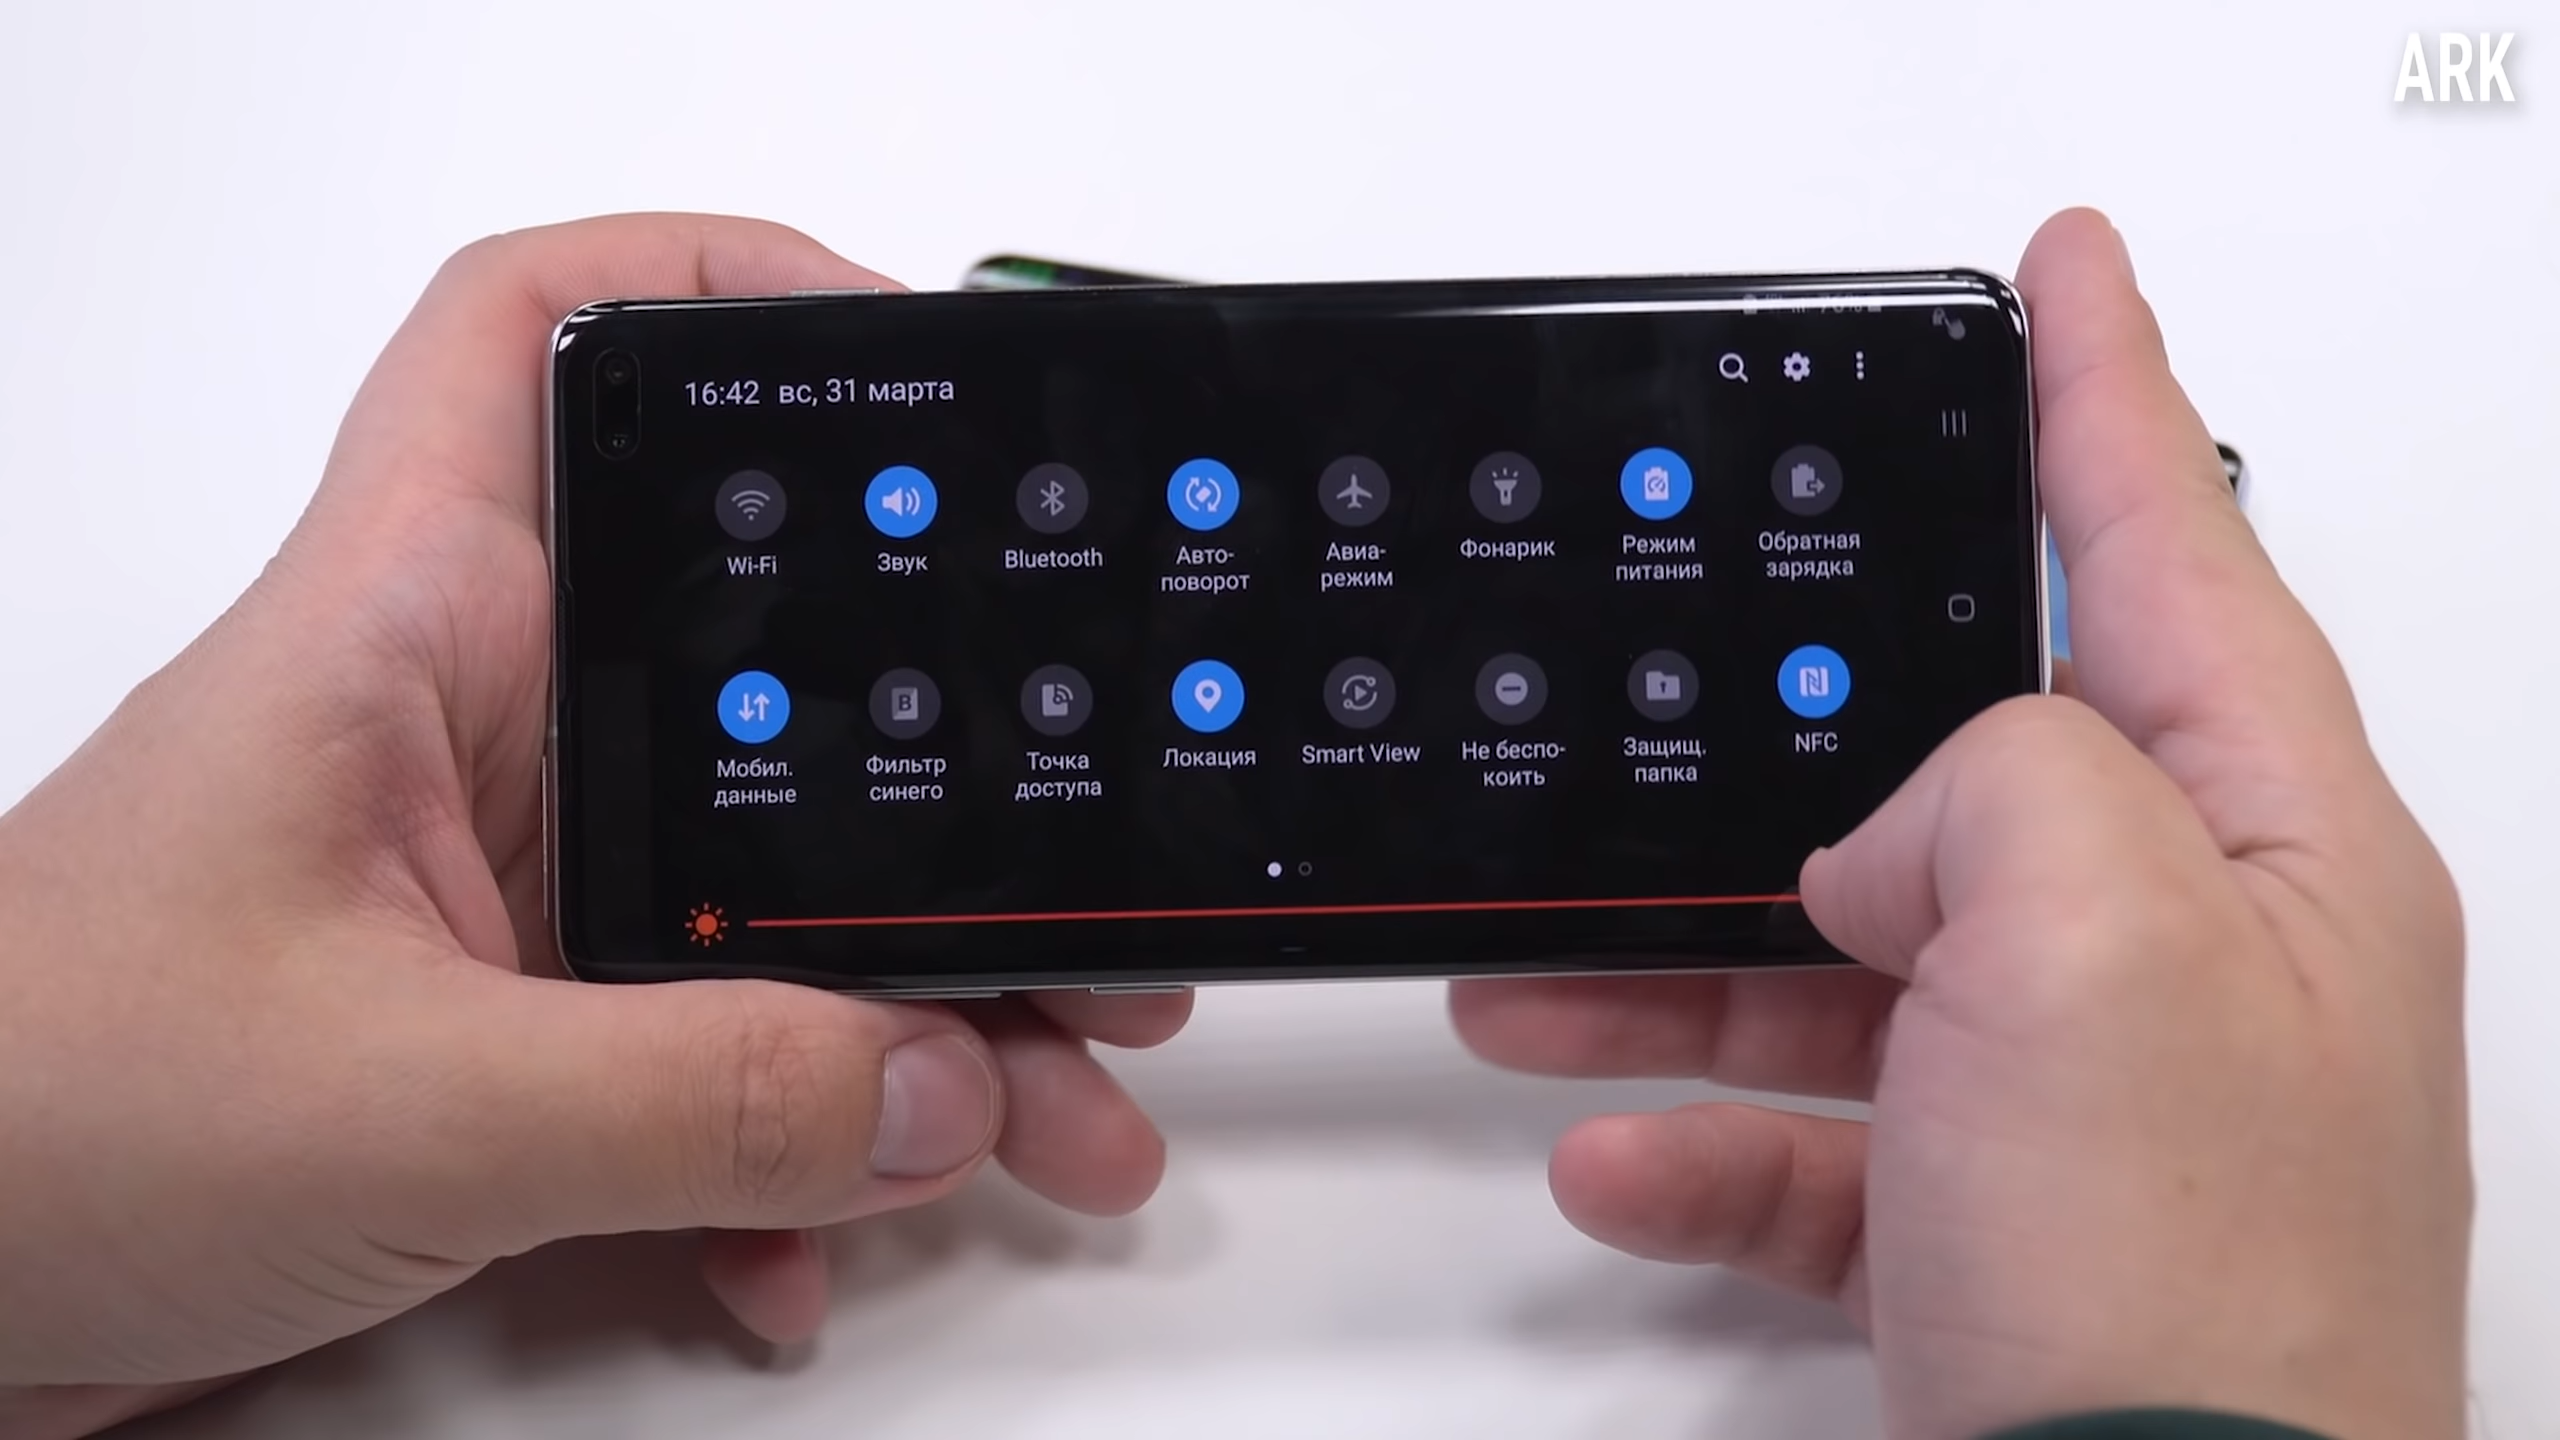 ARK
16:42 вс, 31 марта
Wi-Fi
Звук
Bluetooth
Авто-
поворот
Авиа-
режим
Фонарик
Режим
питания
Обратная
зарядка
Мобил.
данные
B
Фильтр
синего
Точка
доступа
Локация
Smart View
Не беспо-
коить
Защищ.
папка
NFC